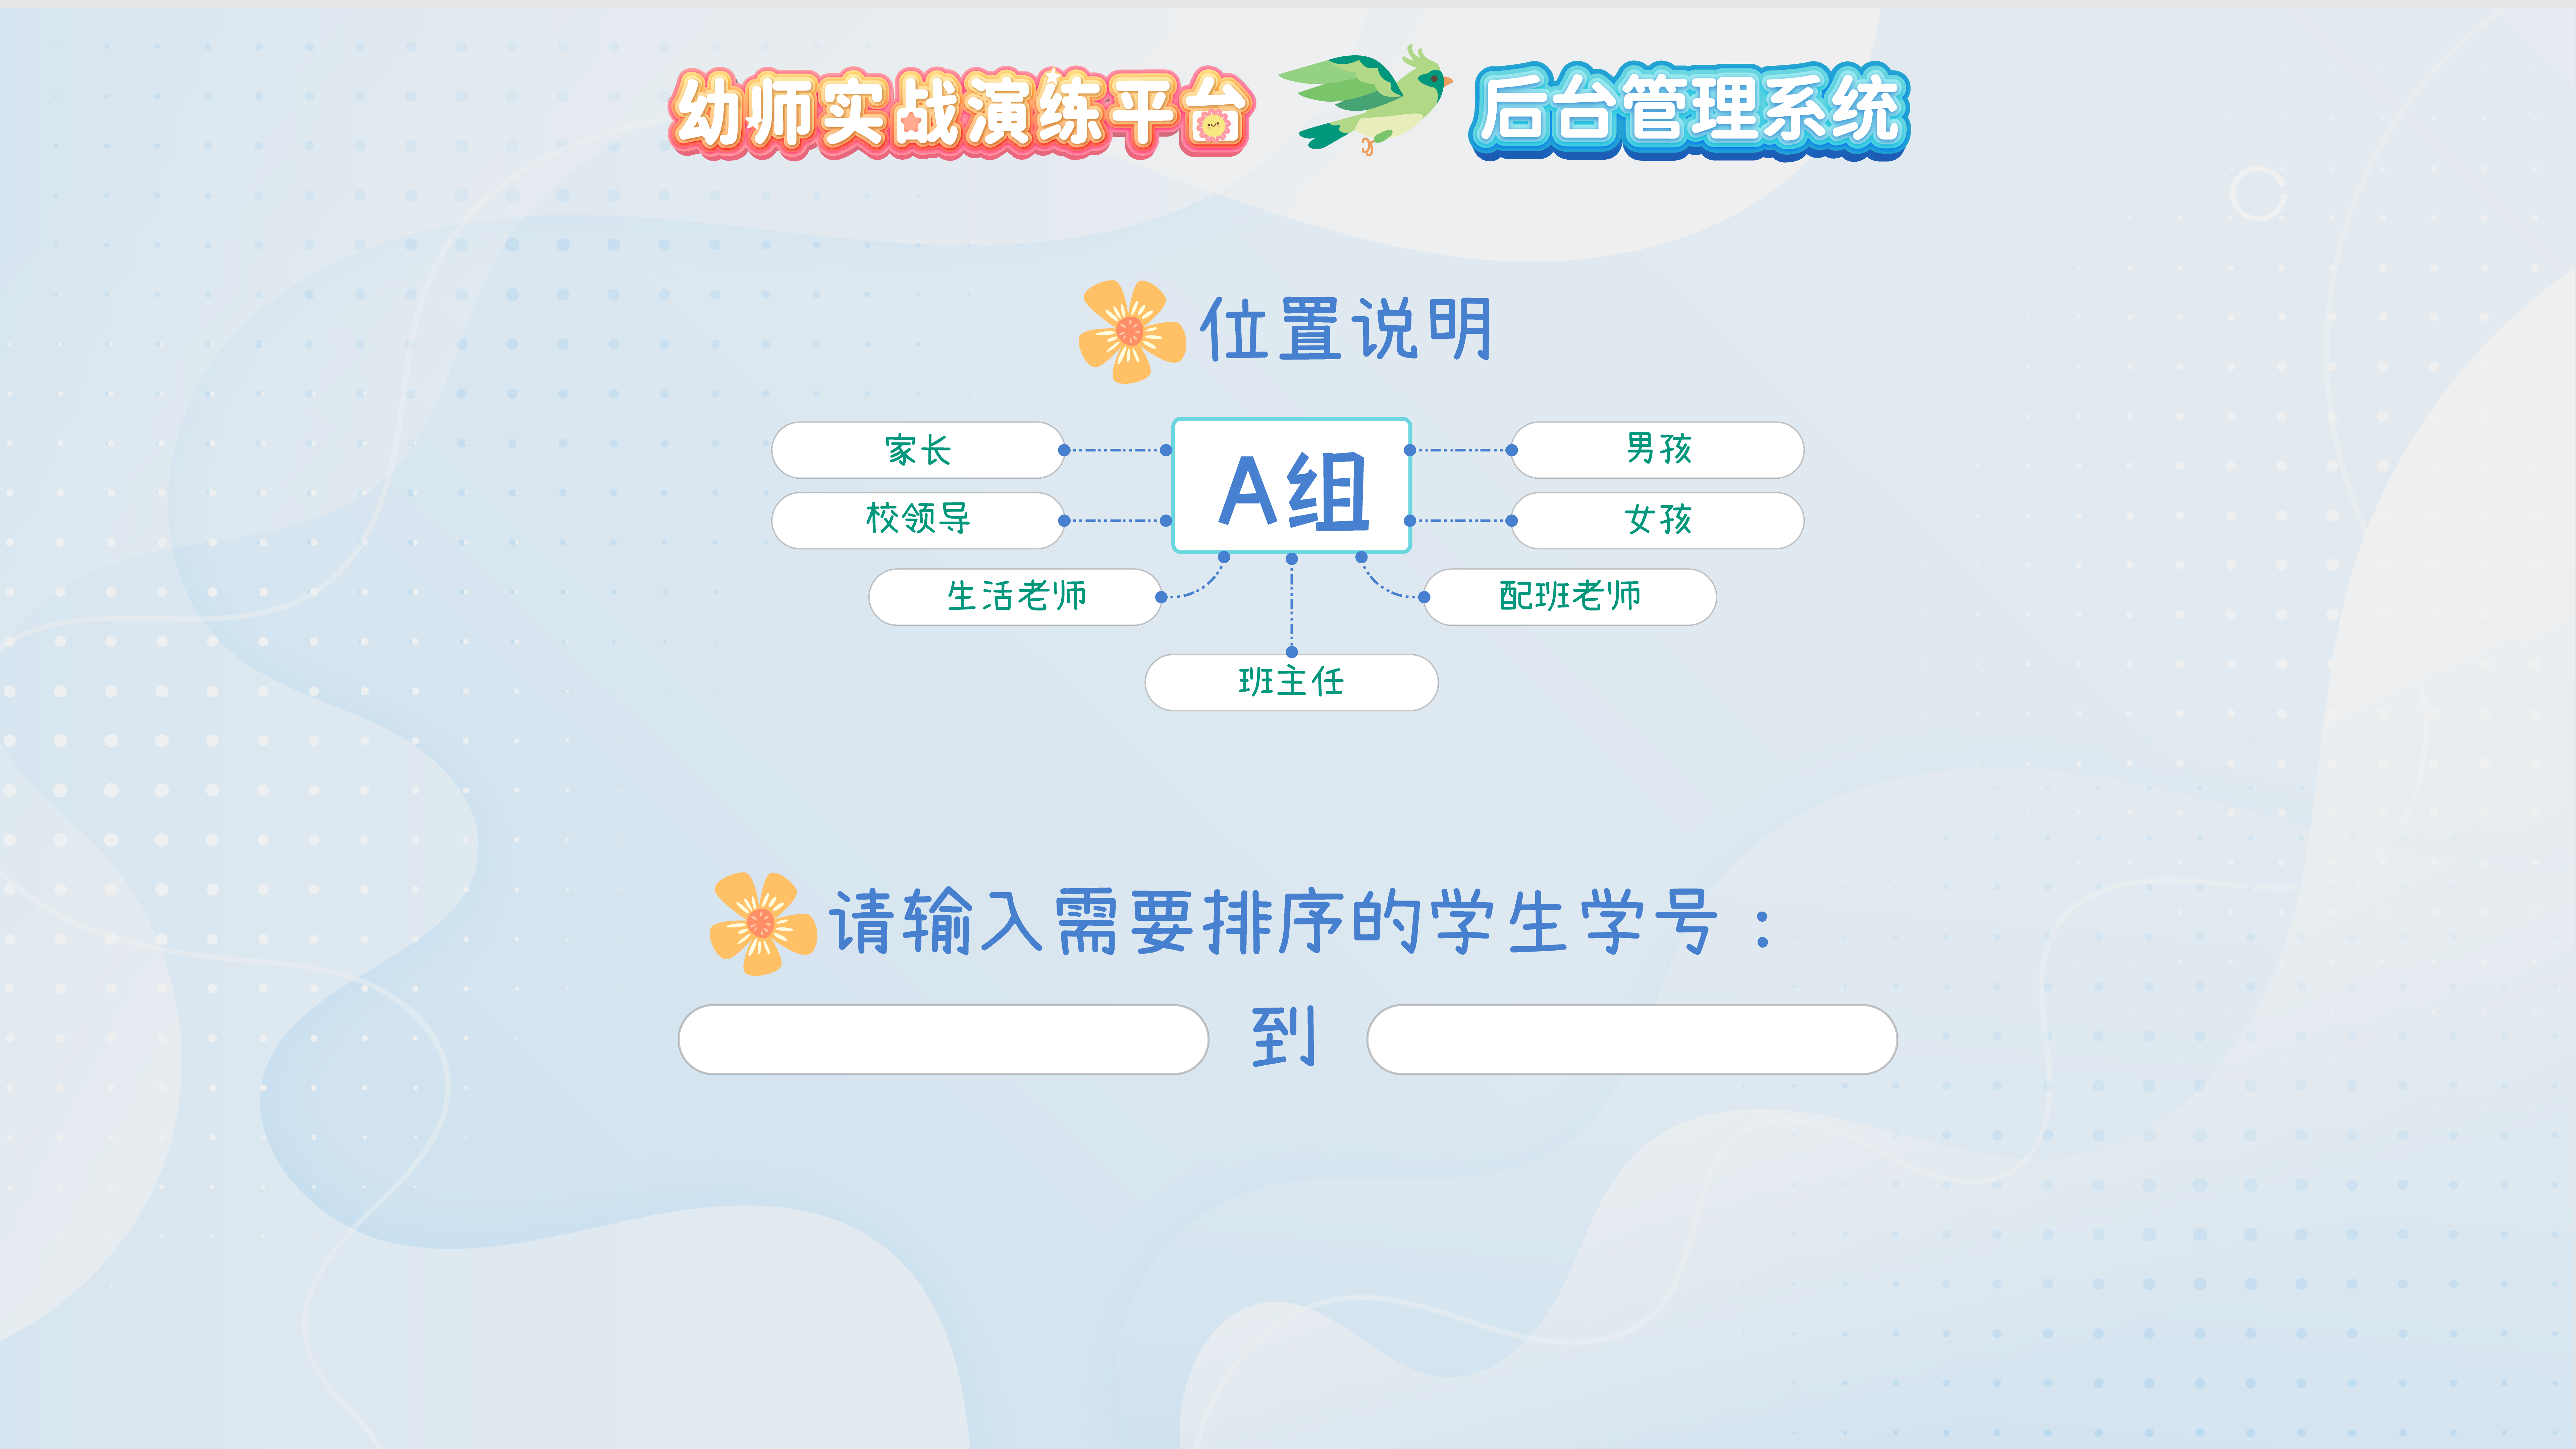 幼师实战演练平台 后台管理系统
位置说明
家长 A组 男孩
校领导 女孩
生活老师 配班老师
班主任
请输入需要排序的学生学号：
到